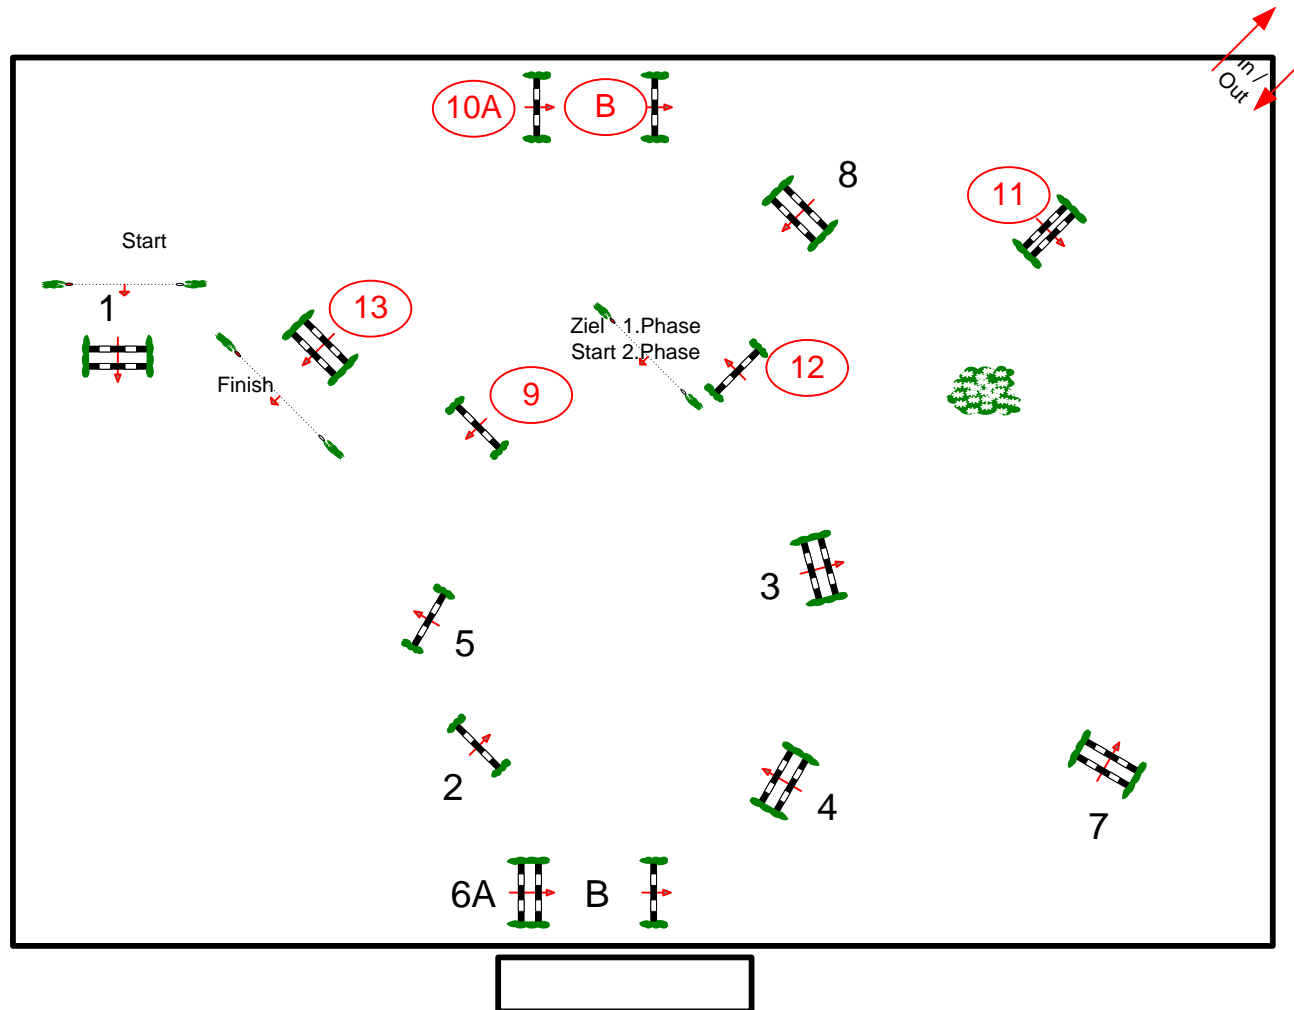 In /
Out
10A
B
8
11
Start
1
13
Ziel 1.Phase
Start 2.Phase
12
Finish
9
3
5
2
4
7
6A
B